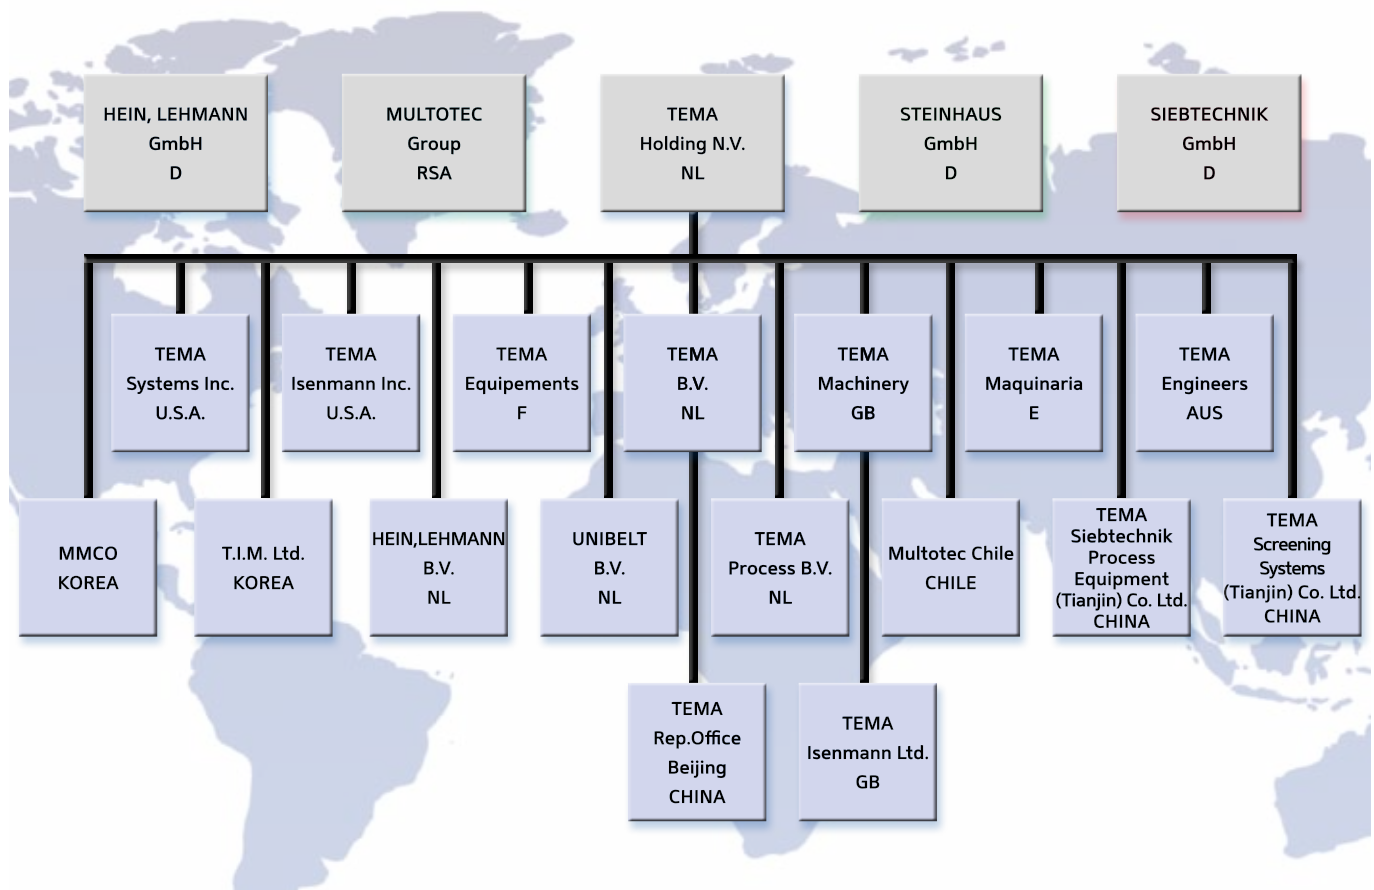 HEIN, LEHMANN
GmbH
D
MULTOTEC
Group
RSA
TEMA
Holding N.V.
NL
STEINHAUS
GmbH
D
SIEBTECHNIK
GmbH
D
TEMA
Systems Inc.
U.S.A.
TEMA
Isenmann Inc.
U.S.A.
TEMA
Equipements
F
TEMA
B.V.
NL
TEMA
Machinery
GB
TEMA
Maquinaria
E
TEMA
Engineers
AUS
MMCO
KOREA
T.I.M. Ltd.
KOREA
HEIN,LEHMANN
B.V.
NL
UNIBELT
B.V.
NL
TEMA
Process B.V.
NL
Multotec Chile
CHILE
TEMA
Siebtechnik
Process
Equipment
(Tianjin) Co. Ltd.
CHINA
TEMA
Screening
Systems
(Tianjin) Co. Ltd.
CHINA
TEMA
Rep.Office
Beijing
CHINA
TEMA
Isenmann Ltd.
GB